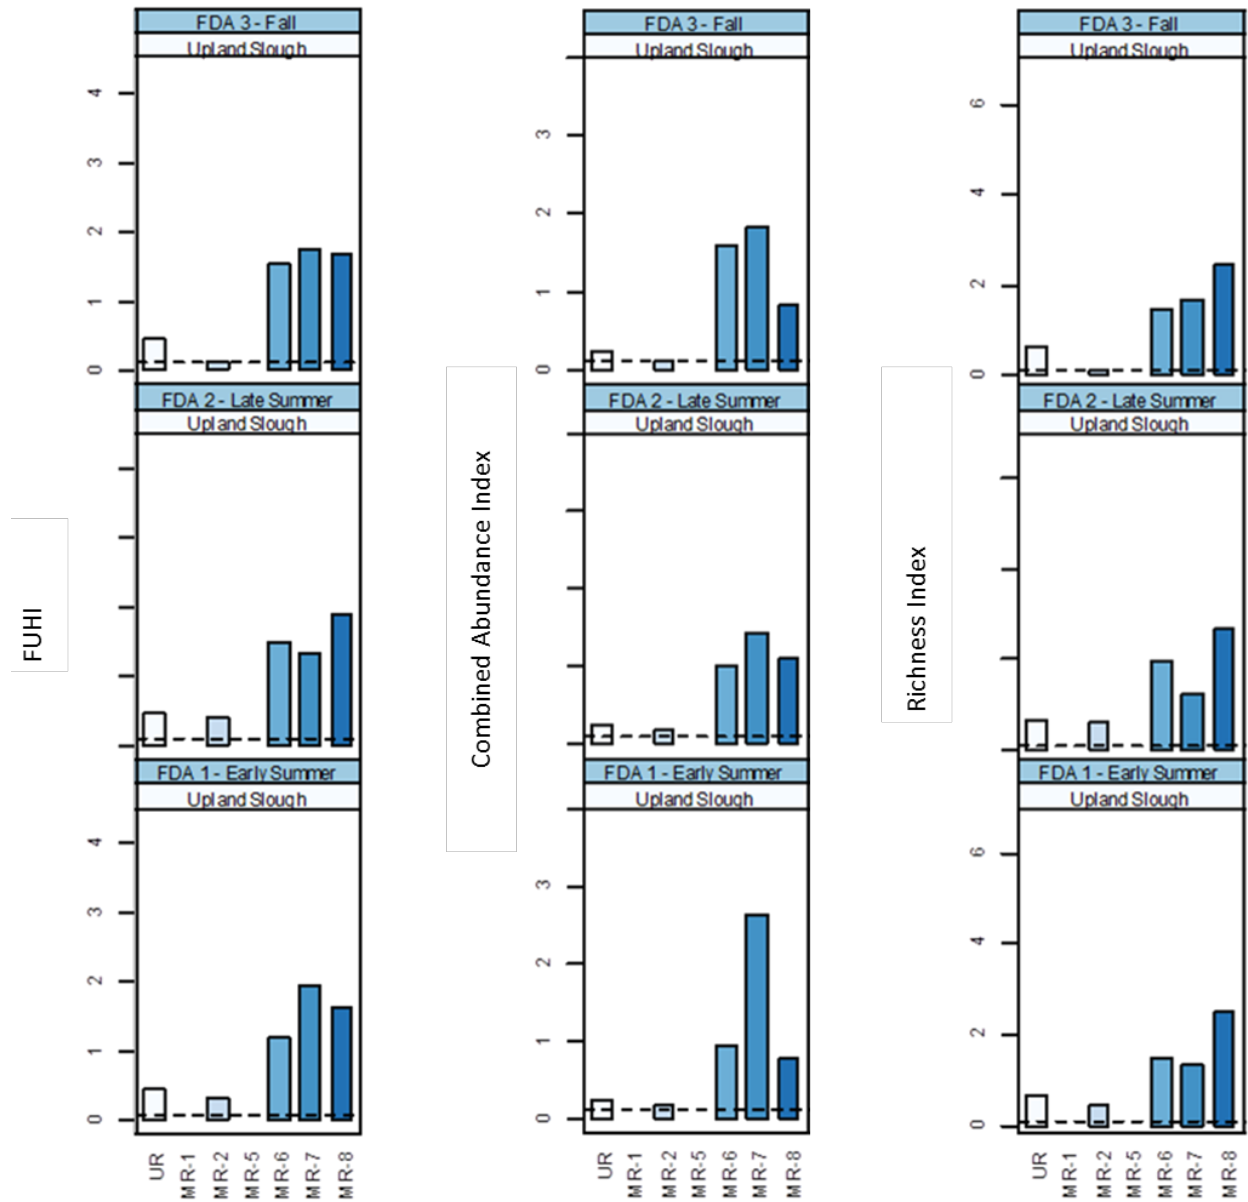 FDA 3 - Fall
Upland Slough
4
3
2
1
0
FDA 2 - Late Summer
Upland Slough
FDA 1 - Early Summer
Upland Slough
4
3
2
1
0
UR
MR-1
MR-2
MR-5
MR-6
MR-7
MR-8
FUHI
FDA 3 - Fall
Upland Slough
3
2
1
0
FDA 2 - Late Summer
Upland Slough
FDA 1 - Early Summer
Upland Slough
3
2
1
0
UR
MR-1
MR-2
MR-5
MR-6
MR-7
MR-8
Combined Abundance Index
FDA 3 - Fall
Upland Slough
6
4
2
0
FDA 2 - Late Summer
Upland Slough
FDA 1 - Early Summer
Upland Slough
6
4
2
0
UR
MR-1
MR-2
MR-5
MR-6
MR-7
MR-8
Richness Index